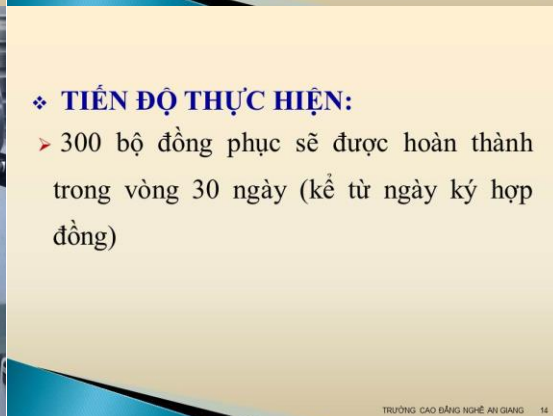 ❖ TIẾN ĐỘ THỰC HIỆN:
➢ 300 bộ đồng phục sẽ được hoàn thành
trong vòng 30 ngày (kể từ ngày ký hợp
đồng)
TRƯỜNG CAO ĐẲNG NGHỀ AN GIANG 14